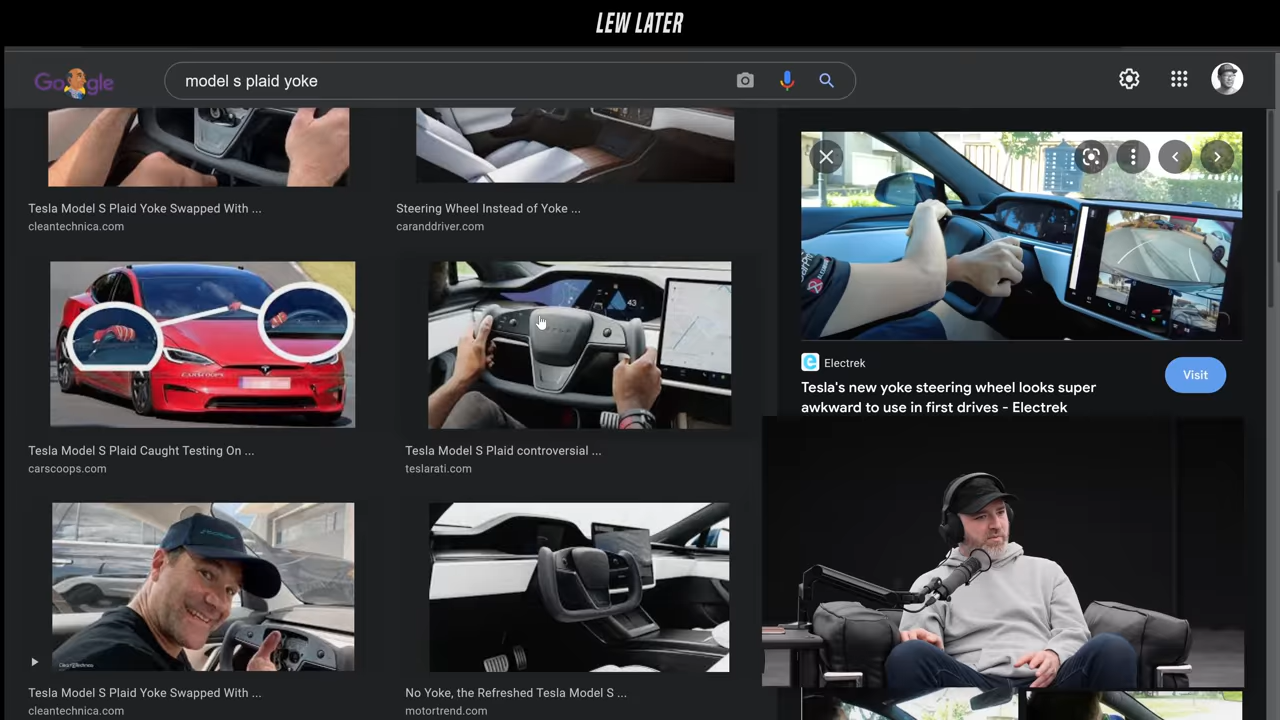 LEW LATER
Google
model s plaid yoke
Tesla Model S Plaid Yoke Swapped With ...
cleantechnica.com
Steering Wheel Instead of Yoke ...
caranddriver.com
Tesla Model S Plaid Caught Testing On ...
carscoops.com
43
Tesla Model S Plaid controversial ...
teslarati.com
Tesla Model S Plaid Yoke Swapped With ...
cleantechnica.com
No Yoke, the Refreshed Tesla Model S ...
motortrend.com
Electrek
Tesla's new yoke steering wheel looks super
awkward to use in first drives - Electrek
Visit